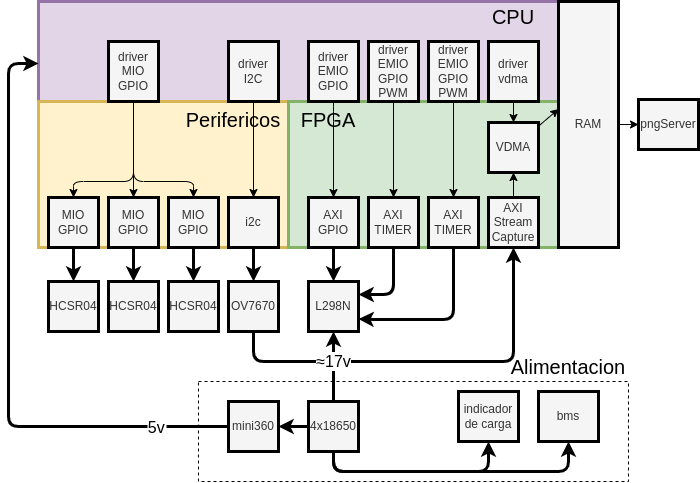 CPU
driver
MIO
GPIO
driver
I2C
driver
EMIO
GPIO
driver
EMIO
GPIO
PWM
driver
EMIO
GPIO
PWM
driver
vdma
Perifericos
FPGA
RAM
pngServer
VDMA
MIO
GPIO
MIO
GPIO
MIO
GPIO
i2c
AXI
GPIO
AXI
TIMER
AXI
TIMER
AXI
Stream
Capture
HCSR04
HCSR04
HCSR04
OV7670
L298N
≈17v
Alimentacion
5v
mini360
4x18650
indicador
de carga
bms